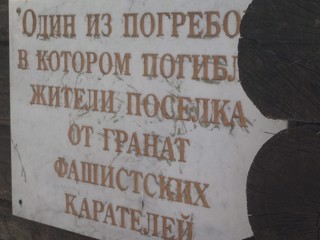 Один из погребо
в котором погибл
жители поселка
от гранат
фашистских
карателей